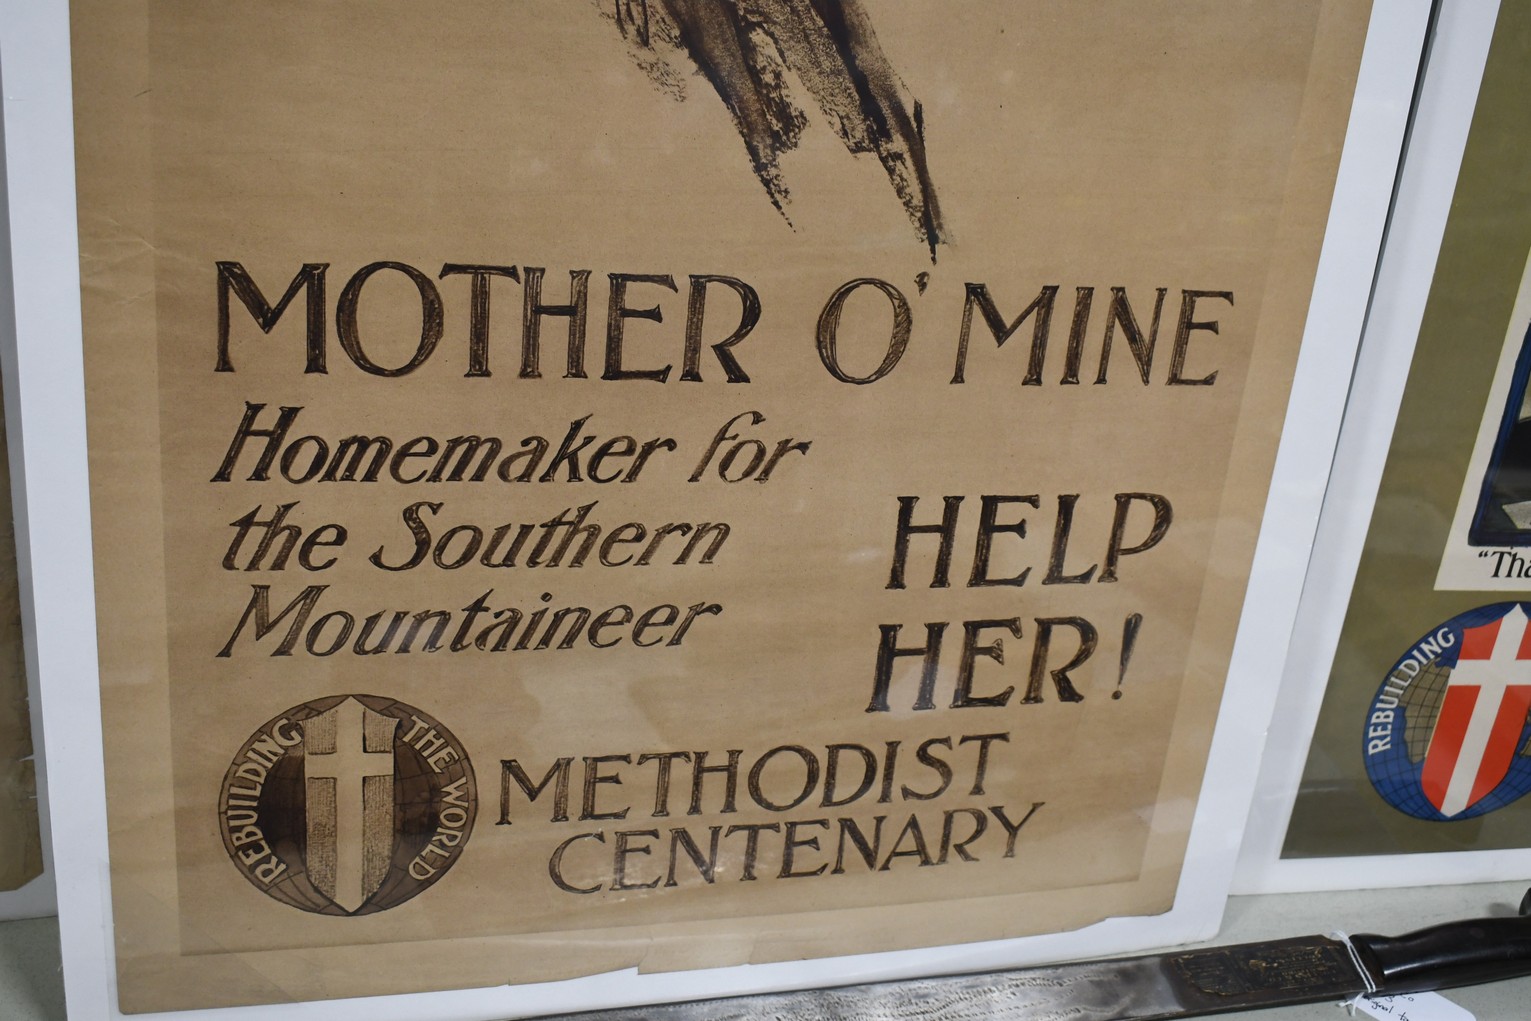 MOTHER O' MINE
Homemaker for
the Southern
Mountaineer
HELP
HER!
REBUILDING THE WORLD
METHODIST
CENTENARY
"Tha
REBUILDING